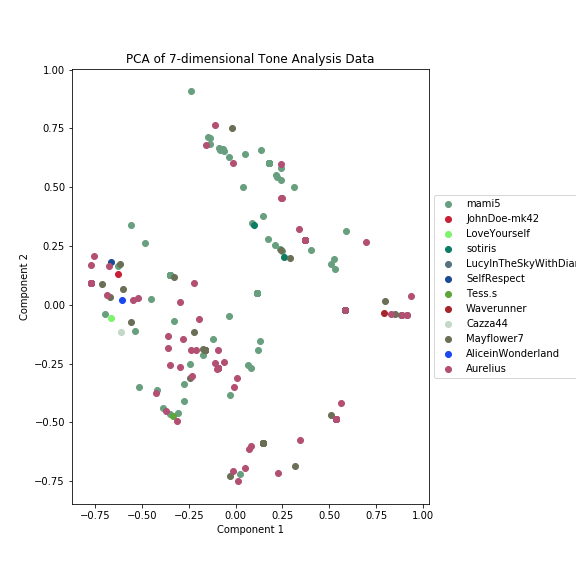 PCA of 7-dimensional Tone Analysis Data
1.00
0.75
0.50
0.25
0.00
−0.25
−0.50
−0.75
Component 2
−0.75 −0.50 −0.25 0.00 0.25 0.50 0.75 1.00
Component 1
mami5
JohnDoe-mk42
LoveYourself
sotiris
LucyInTheSkyWithDiar
SelfRespect
Tess.s
Waverunner
Cazza44
Mayflower7
AliceinWonderland
Aurelius